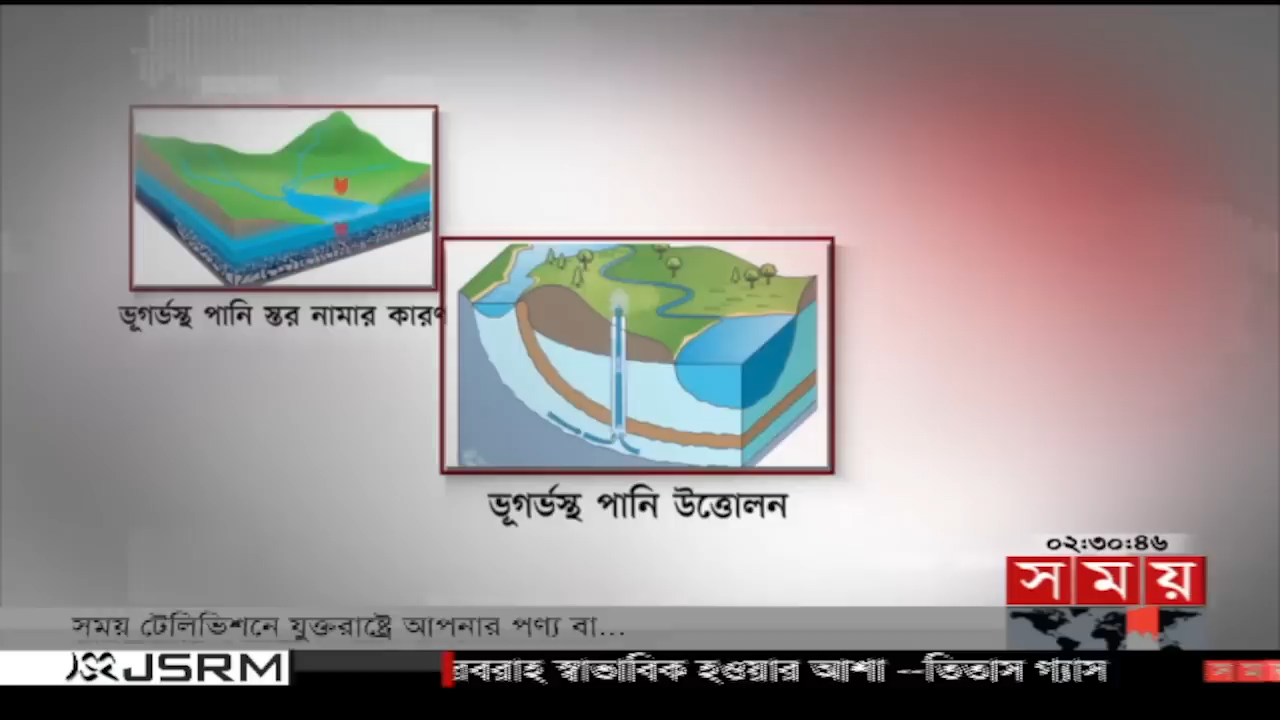 ভূগর্ভস্থ পানি স্তর নামার কারণ
ভূগর্ভস্থ পানি উত্তোলন
০২:৩০:৪৬
সময়
সময় টেলিভিশনে যুক্তরাষ্ট্রে আপনার পণ্য বা...
JSRM
রবরাহ স্বাভাবিক হওয়ার আশা --তিতাস গ্যাস